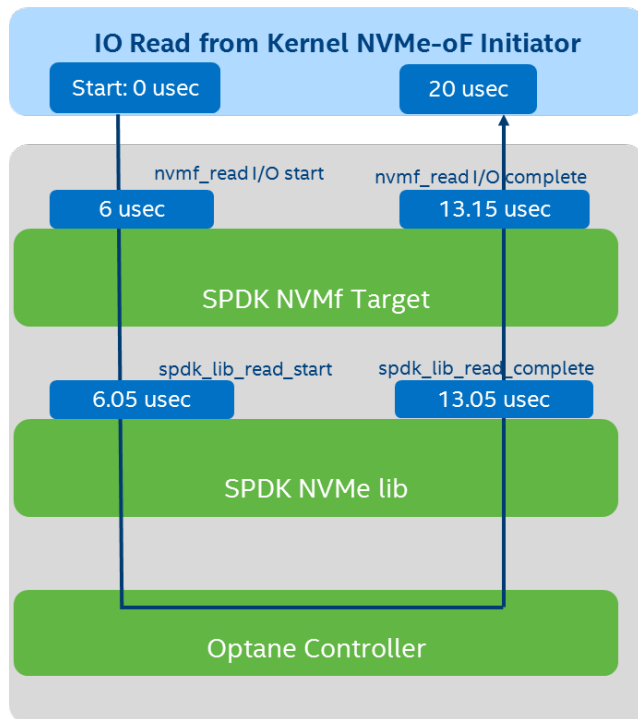 IO Read from Kernel NVMe-oF Initiator
Start: 0 usec
20 usec
nvmf_read I/O start
nvmf_read I/O complete
6 usec
13.15 usec
SPDK NVMf Target
spdk_lib_read_start
spdk_lib_read_complete
6.05 usec
13.05 usec
SPDK NVMe lib
Optane Controller